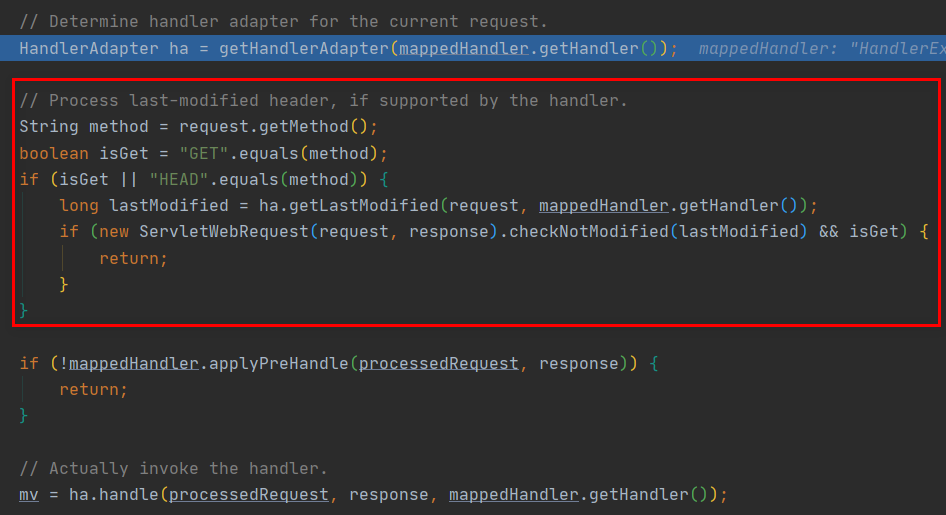 // Determine handler adapter for the current request.
HandlerAdapter ha = getHandlerAdapter(mappedHandler.getHandler()); mappedHandler: "HandlerEx
// Process last-modified header, if supported by the handler.
String method = request.getMethod();
boolean isGet = "GET".equals(method);
if (isGet || "HEAD".equals(method)) {
long lastModified = ha.getLastModified(request, mappedHandler.getHandler());
if (new ServletWebRequest(request, response).checkNotModified(lastModified) && isGet) {
return;
}
}
if (!mappedHandler.applyPreHandle(processedRequest, response)) {
return;
}
// Actually invoke the handler.
mv = ha.handle(processedRequest, response, mappedHandler.getHandler());